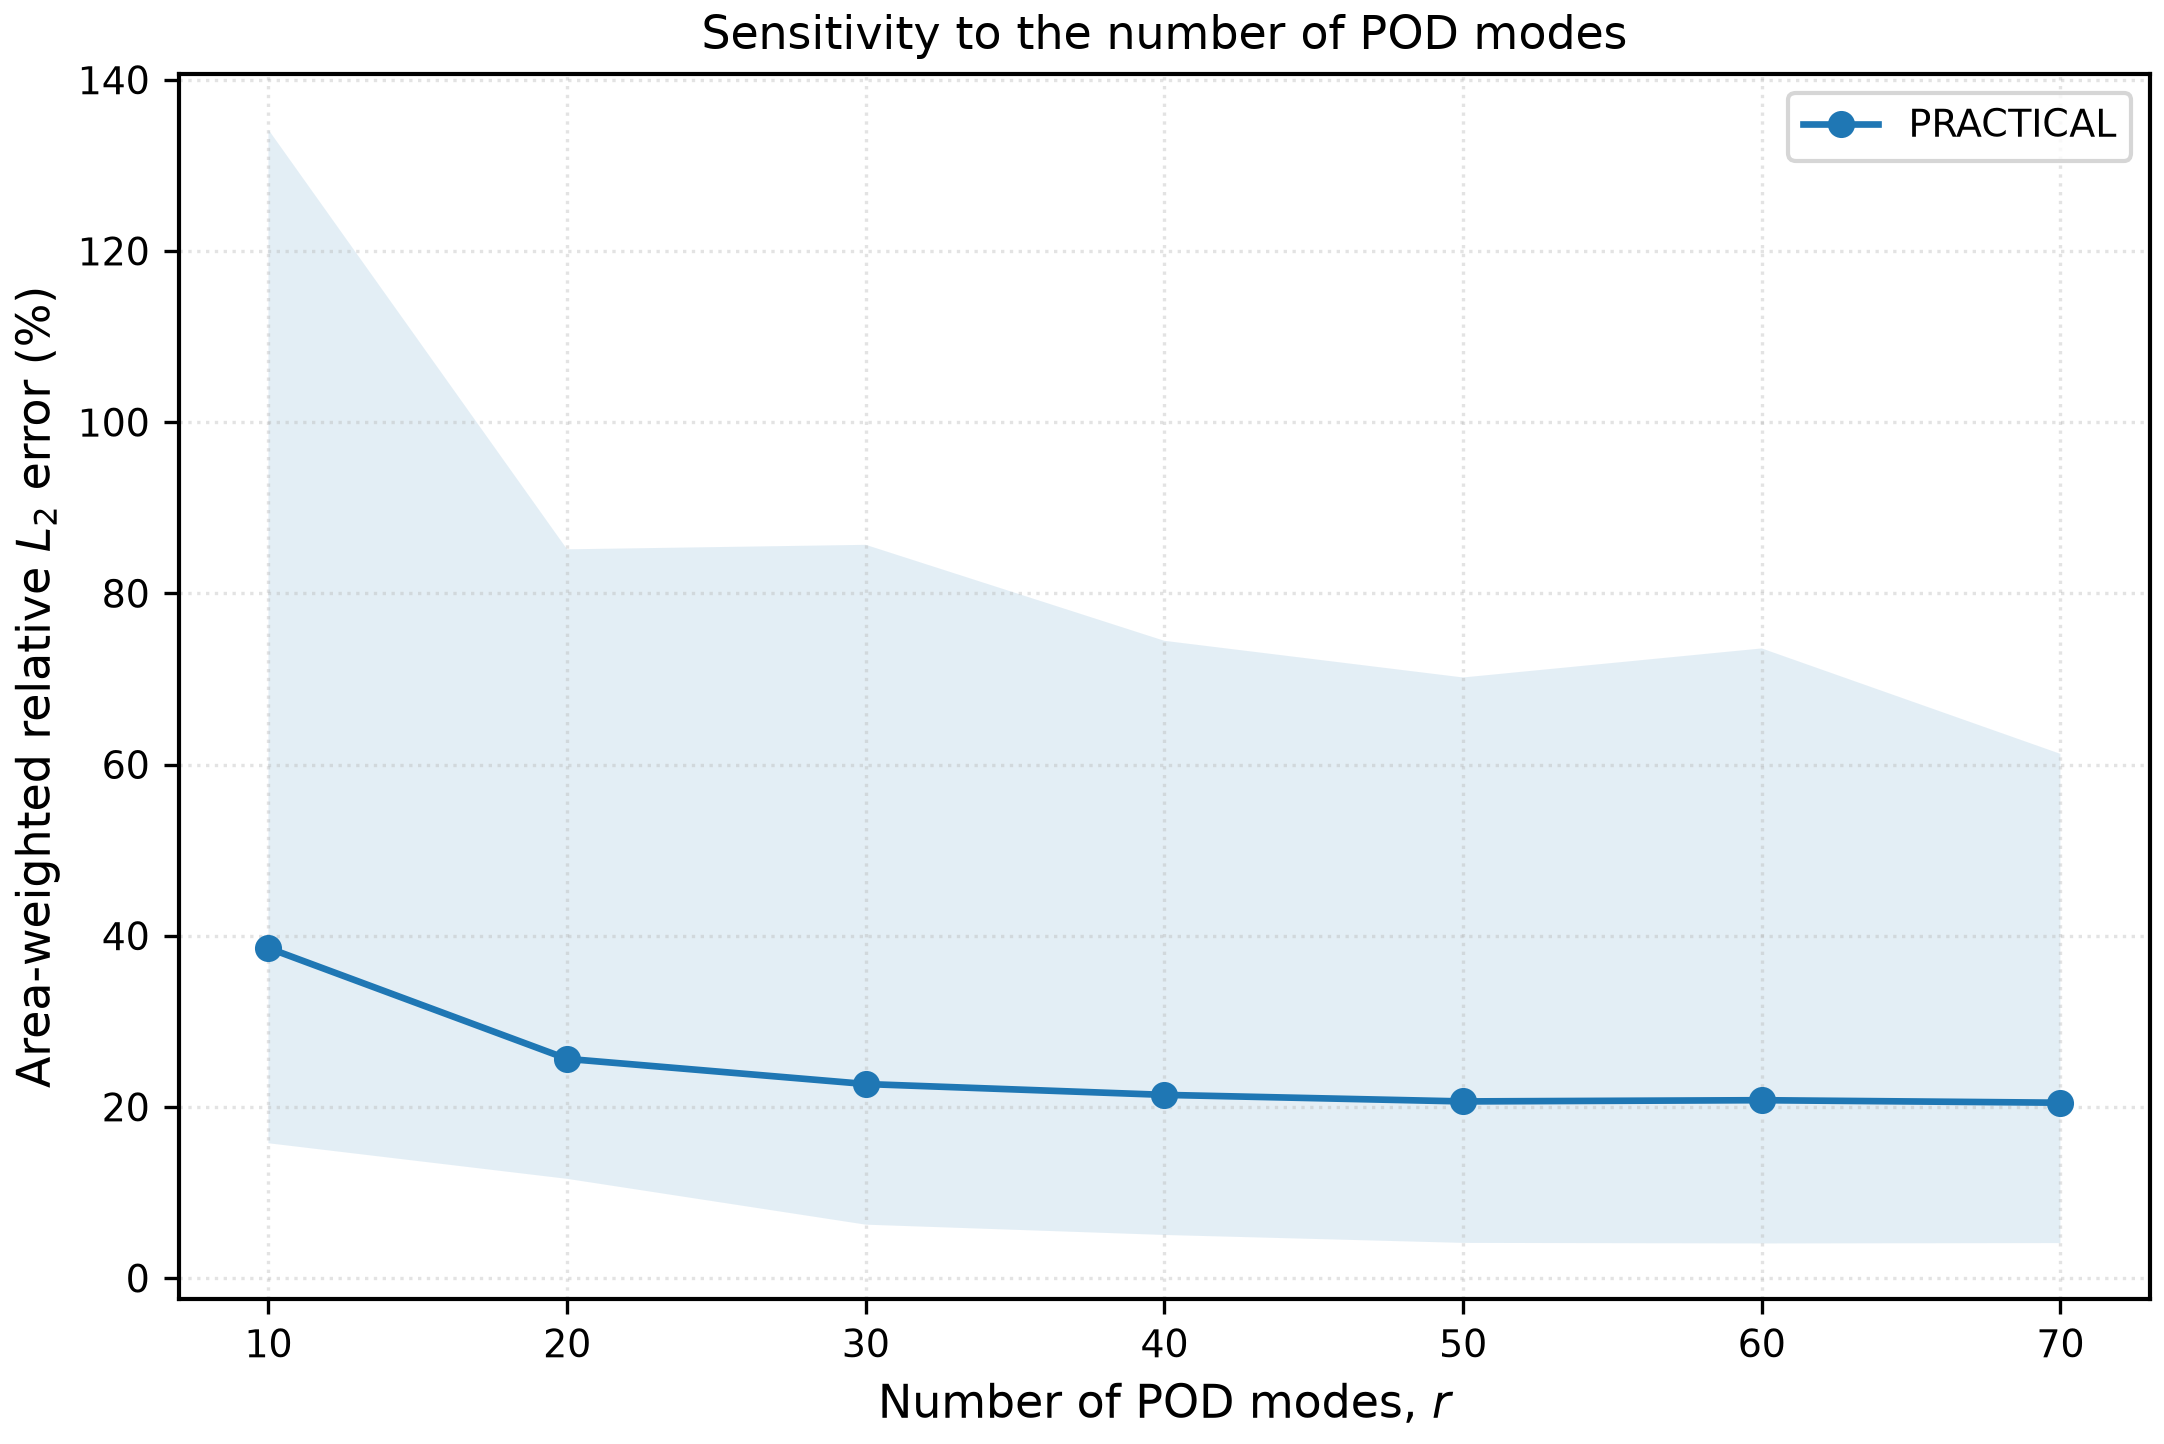 Sensitivity to the number of POD modes
PRACTICAL
Area-weighted relative L₂ error (%)
140
120
100
80
60
40
20
0
10 20 30 40 50 60 70
Number of POD modes, r